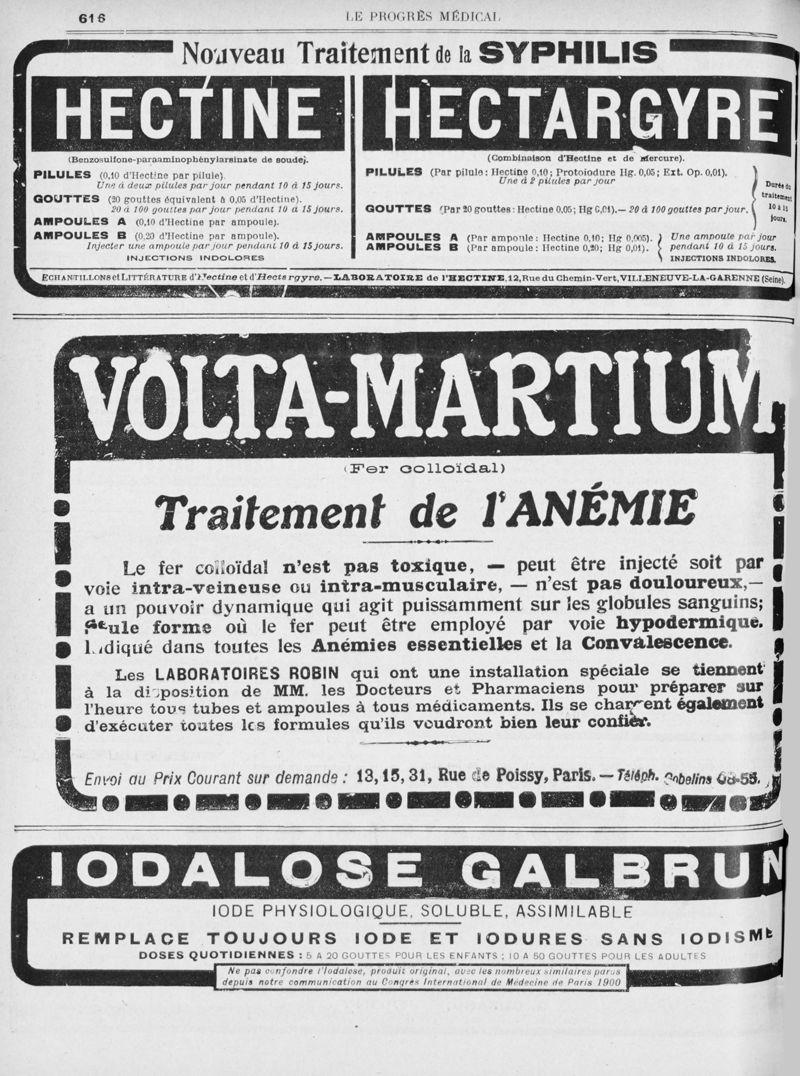 616
LE PROGRÈS MÉDICAL
Nouveau Traitement de la SYPHILIS
HECTINE
(Benzosulfone-paraaminophénylarsinate de soude).
PILULES (0,10 d'Hectine par pilule).
Une à deux pilules par jour pendant 10 à 15 jours.
GOUTTES (20 gouttes équivalent à 0,05 d'Hectine).
20 à 100 gouttes par jour pendant 10 à 15 jours.
AMPOULES A (0,10 d'Hectine par ampoule).
AMPOULES B (0,20 d'Hectine par ampoule).
Injecter une ampoule par jour pendant 10 à 15 jours.
INJECTIONS INDOLORES
HECTARGYRE
(Combinaison d'Hectine et de Mercure).
PILULES (Par pilule : Hectine 0,10; Protoiodure Hg. 0,05; Ext. Op. 0,01).
Une à 2 pilules par jour
GOUTTES (Par 20 gouttes : Hectine 0,05; Hg 0,01).— 20 à 100 gouttes par jour.
Durée du
traitement
10 à 15
jours.
AMPOULES A (Par ampoule : Hectine 0,10; Hg 0,005).
AMPOULES B (Par ampoule : Hectine 0,20; Hg 0,01).
Une ampoule par jour
pendant 10 à 15 jours.
INJECTIONS INDOLORES.
ECHANTILLONS et LITTÉRATURE d'Hectine et d'Hectargyre.—LABORATOIRE de l'HECTINE, 12, Rue du Chemin-Vert, VILLENEUVE-LA-GARENNE (Seine).
VOLTA-MARTIUM
(Fer colloïdal)
Traitement de l'ANÉMIE
Le fer colloïdal n'est pas toxique, — peut être injecté soit par
voie intra-veineuse ou intra-musculaire, — n'est pas douloureux,—
a un pouvoir dynamique qui agit puissamment sur les globules sanguins;
Seule forme où le fer peut être employé par voie hypodermique.
Indiqué dans toutes les Anémies essentielles et la Convalescence.
Les LABORATOIRES ROBIN qui ont une installation spéciale se tiennent
à la disposition de MM. les Docteurs et Pharmaciens pour préparer sur
l'heure tous tubes et ampoules à tous médicaments. Ils se chargent également
d'exécuter toutes les formules qu'ils voudront bien leur confier.
Envoi au Prix Courant sur demande : 13, 15, 31, Rue de Poissy, Paris. — Téléph. Gobelins
IODALOSE GALBRUN
IODE PHYSIOLOGIQUE, SOLUBLE, ASSIMILABLE
REMPLACE TOUJOURS IODE ET IODURES SANS IODISME
DOSES QUOTIDIENNES : 5 A 20 GOUTTES POUR LES ENFANTS ; 10 A 50 GOUTTES POUR LES ADULTES
Ne pas confondre l'Iodalose, produit original, avec les nombreux similaires parus
depuis notre communication au Congrès International de Médecine de Paris 1900